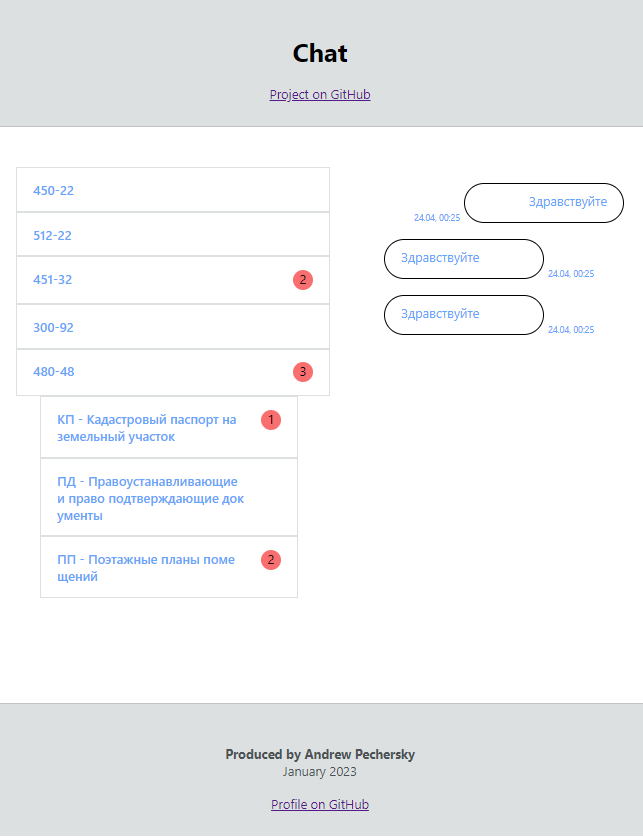 Chat
Project on GitHub
450-22
512-22
451-32
2
300-92
480-48
3
КП - Кадастровый паспорт на
земельный участок
1
ПД - Правоустанавливающие
и право подтверждающие док
ументы
ПП - Поэтажные планы поме
щений
2
Здравствуйте
24.04, 00:25
Здравствуйте
24.04, 00:25
Здравствуйте
24.04, 00:25
Produced by Andrew Pechersky
January 2023
Profile on GitHub